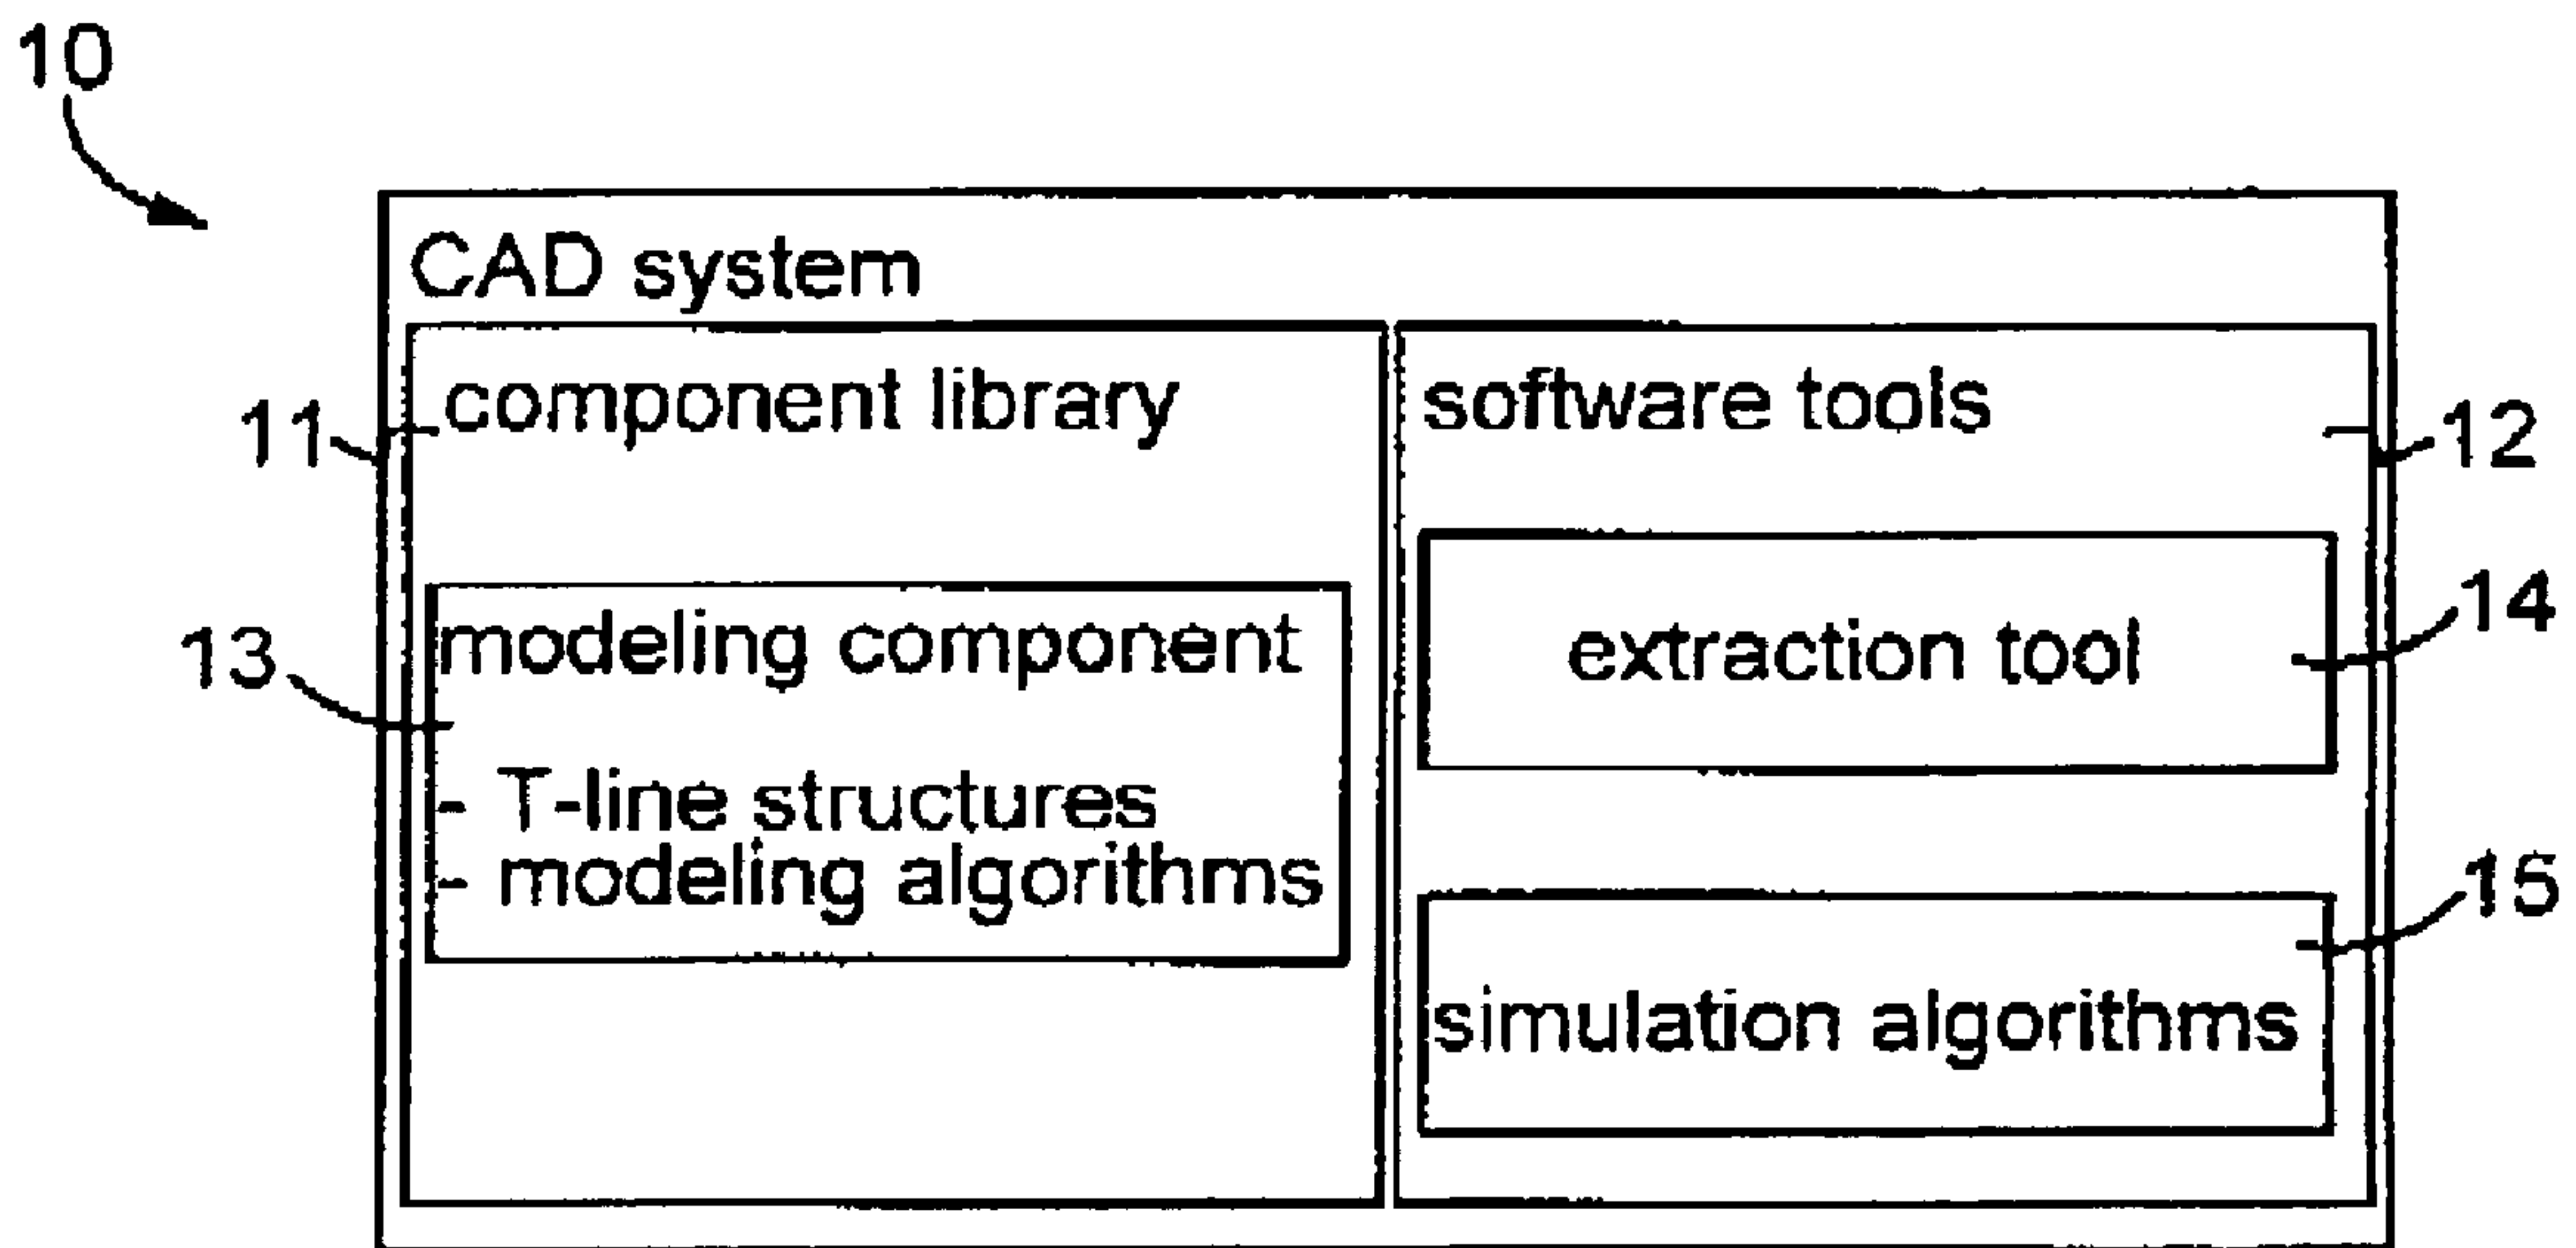 10
CAD system
11
component library
13
modeling component
- T-line structures
- modeling algorithms
software tools
12
extraction tool
14
simulation algorithms
15